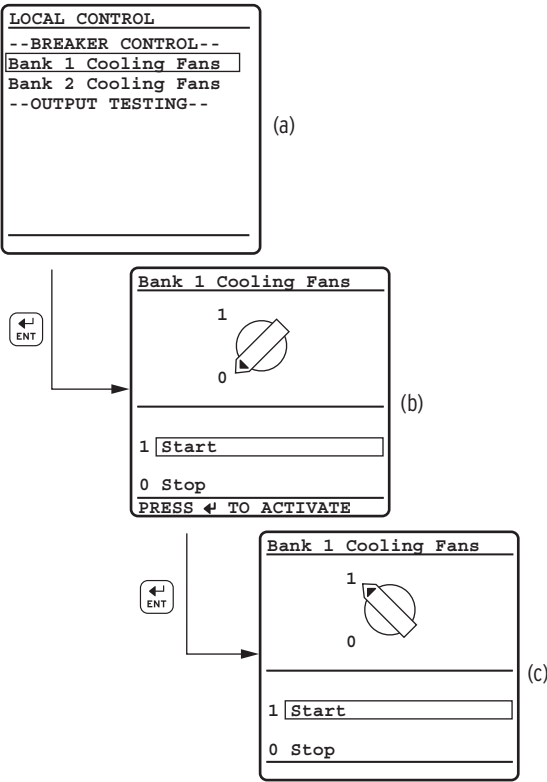 LOCAL CONTROL
--BREAKER CONTROL--
Bank 1 Cooling Fans
Bank 2 Cooling Fans
--OUTPUT TESTING--
(a)
ENT
Bank 1 Cooling Fans
1
0
(b)
1 Start
0 Stop
PRESS ↵ TO ACTIVATE
ENT
Bank 1 Cooling Fans
1
0
(c)
1 Start
0 Stop